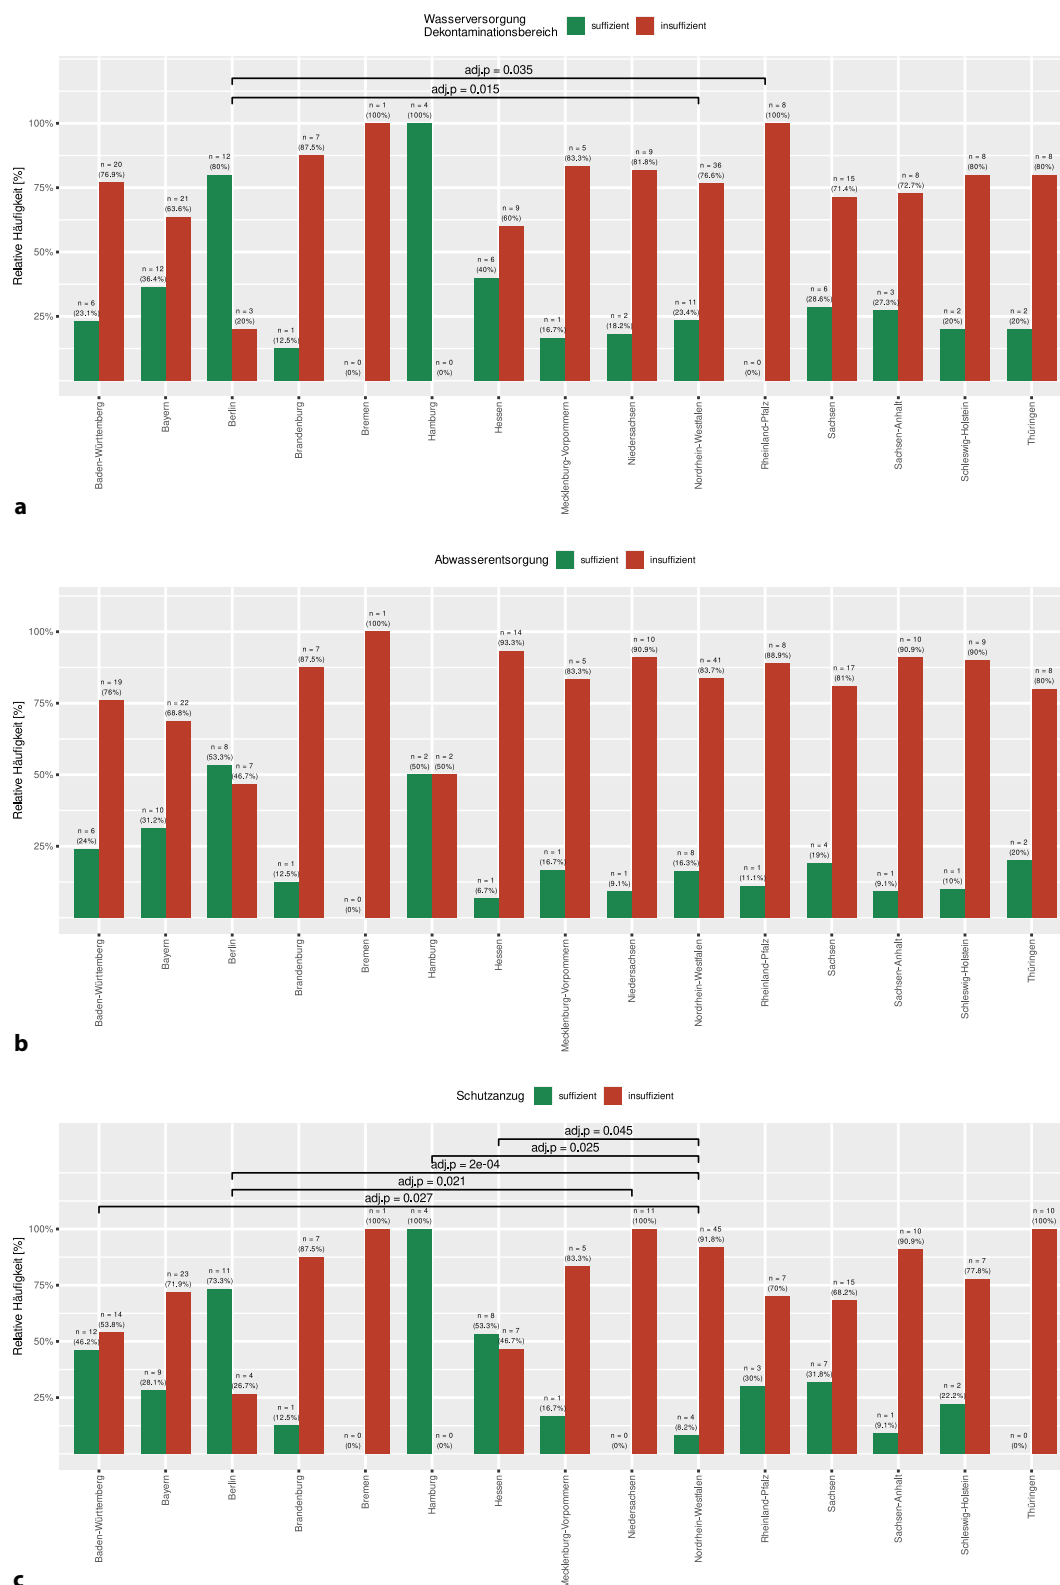 Wasserversorgung
Dekontaminationsbereich
suffizient
insuffizient
adj.p = 0.035
adj.p = 0.015
Relative Häufigkeit [%]
100%
75%
50%
25%
n = 6
(23.1%)
n = 20
(76.9%)
n = 12
(36.4%)
n = 21
(63.6%)
n = 12
(80%)
n = 3
(20%)
n = 1
(12.5%)
n = 7
(87.5%)
n = 0
(0%)
n = 1
(100%)
n = 4
(100%)
n = 0
(0%)
n = 6
(40%)
n = 9
(60%)
n = 1
(16.7%)
n = 5
(83.3%)
n = 2
(18.2%)
n = 9
(81.8%)
n = 11
(23.4%)
n = 36
(76.6%)
n = 0
(0%)
n = 8
(100%)
n = 6
(28.6%)
n = 15
(71.4%)
n = 3
(27.3%)
n = 8
(72.7%)
n = 2
(20%)
n = 8
(80%)
n = 2
(20%)
n = 8
(80%)
Baden-Württemberg
Bayern
Berlin
Brandenburg
Bremen
Hamburg
Hessen
Mecklenburg-Vorpommern
Niedersachsen
Nordrhein-Westfalen
Rheinland-Pfalz
Sachsen
Sachsen-Anhalt
Schleswig-Holstein
Thüringen
a
Abwasserentsorgung
suffizient
insuffizient
Relative Häufigkeit [%]
100%
75%
50%
25%
n = 6
(24%)
n = 19
(76%)
n = 10
(31.2%)
n = 22
(68.8%)
n = 8
(53.3%)
n = 7
(46.7%)
n = 1
(12.5%)
n = 7
(87.5%)
n = 0
(0%)
n = 1
(100%)
n = 2
(50%)
n = 2
(50%)
n = 1
(6.7%)
n = 14
(93.3%)
n = 1
(16.7%)
n = 5
(83.3%)
n = 1
(9.1%)
n = 10
(90.9%)
n = 8
(16.3%)
n = 41
(83.7%)
n = 1
(11.1%)
n = 8
(88.9%)
n = 4
(19%)
n = 17
(81%)
n = 1
(9.1%)
n = 10
(90.9%)
n = 1
(10%)
n = 9
(90%)
n = 2
(20%)
n = 8
(80%)
Baden-Württemberg
Bayern
Berlin
Brandenburg
Bremen
Hamburg
Hessen
Mecklenburg-Vorpommern
Niedersachsen
Nordrhein-Westfalen
Rheinland-Pfalz
Sachsen
Sachsen-Anhalt
Schleswig-Holstein
Thüringen
b
Schutzanzug
suffizient
insuffizient
adj.p = 0.045
adj.p = 0.025
adj.p = 2e-04
adj.p = 0.021
adj.p = 0.027
Relative Häufigkeit [%]
100%
75%
50%
25%
n = 12
(46.2%)
n = 14
(53.8%)
n = 9
(28.1%)
n = 23
(71.9%)
n = 11
(73.3%)
n = 4
(26.7%)
n = 1
(12.5%)
n = 7
(87.5%)
n = 0
(0%)
n = 1
(100%)
n = 4
(100%)
n = 0
(0%)
n = 8
(53.3%)
n = 7
(46.7%)
n = 1
(16.7%)
n = 5
(83.3%)
n = 0
(0%)
n = 11
(100%)
n = 4
(8.2%)
n = 45
(91.8%)
n = 3
(30%)
n = 7
(70%)
n = 7
(31.8%)
n = 15
(68.2%)
n = 1
(9.1%)
n = 10
(90.9%)
n = 2
(22.2%)
n = 7
(77.8%)
n = 0
(0%)
n = 10
(100%)
Baden-Württemberg
Bayern
Berlin
Brandenburg
Bremen
Hamburg
Hessen
Mecklenburg-Vorpommern
Niedersachsen
Nordrhein-Westfalen
Rheinland-Pfalz
Sachsen
Sachsen-Anhalt
Schleswig-Holstein
Thüringen
c